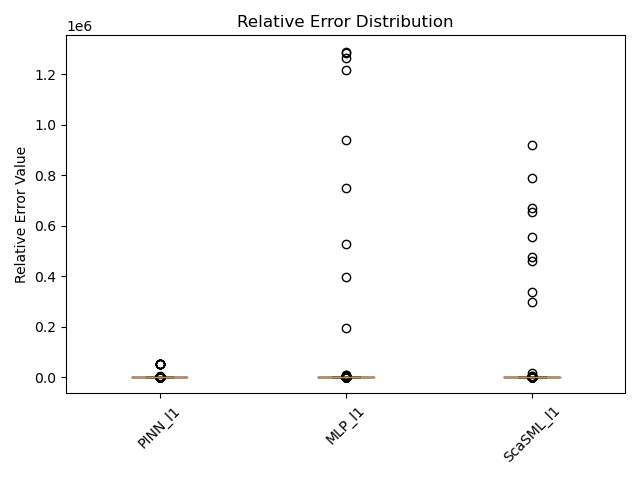 Relative Error Distribution
1e6
1.2
1.0
0.8
0.6
0.4
0.2
0.0
Relative Error Value
PINN_l1
MLP_l1
ScaSML_l1